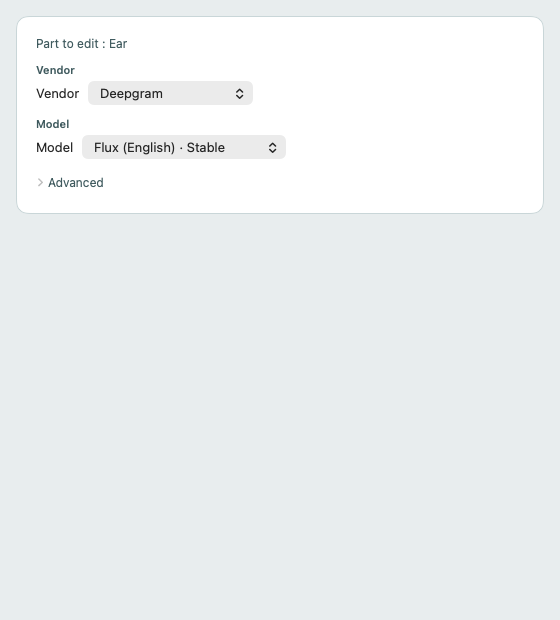 Part to edit : Ear
Vendor
Vendor Deepgram
Model
Model Flux (English) · Stable
Advanced